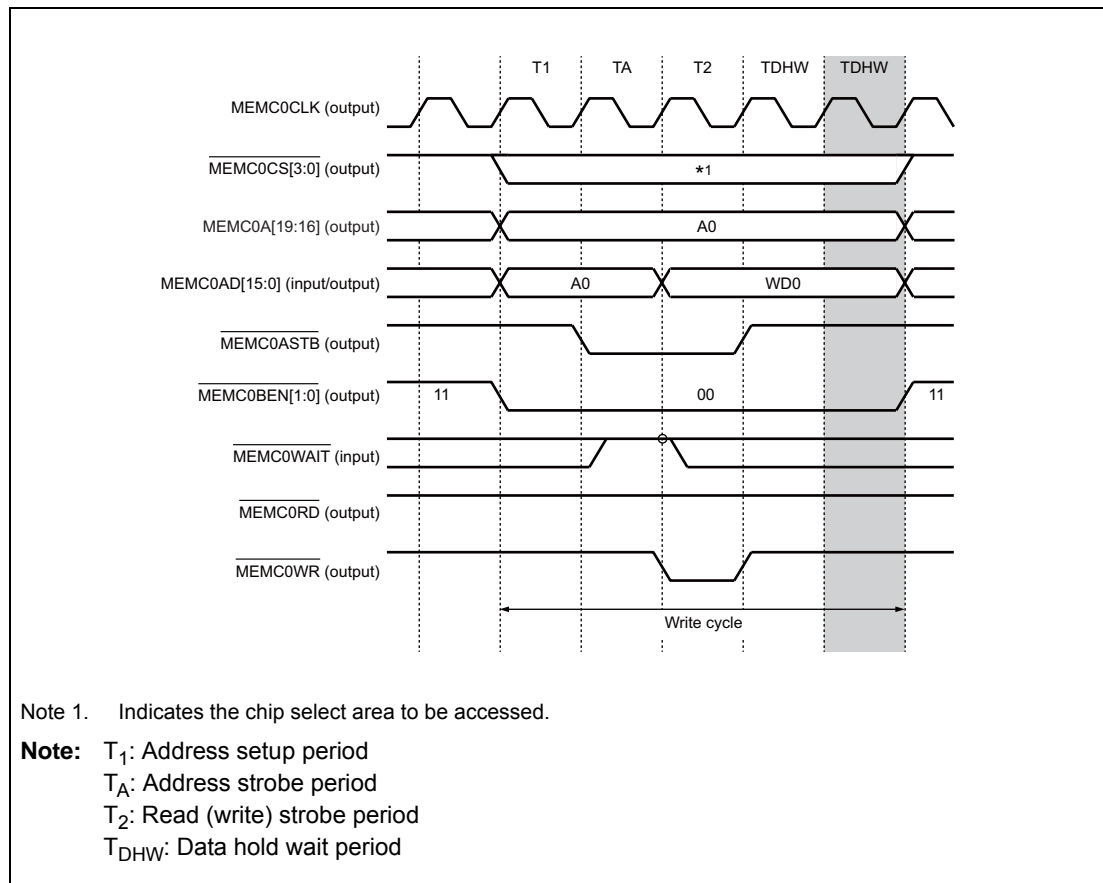 T1 TA T2 TDHW TDHW
MEMC0CLK (output)
MEMC0CS[3:0] (output)
*1
MEMC0A[19:16] (output)
A0
MEMC0AD[15:0] (input/output)
A0 WD0
MEMC0ASTB (output)
MEMC0BEN[1:0] (output)
11 00 11
MEMC0WAIT (input)
MEMC0RD (output)
MEMC0WR (output)
Write cycle
Note 1. Indicates the chip select area to be accessed.
Note: T1: Address setup period
TA: Address strobe period
T2: Read (write) strobe period
TDHW: Data hold wait period